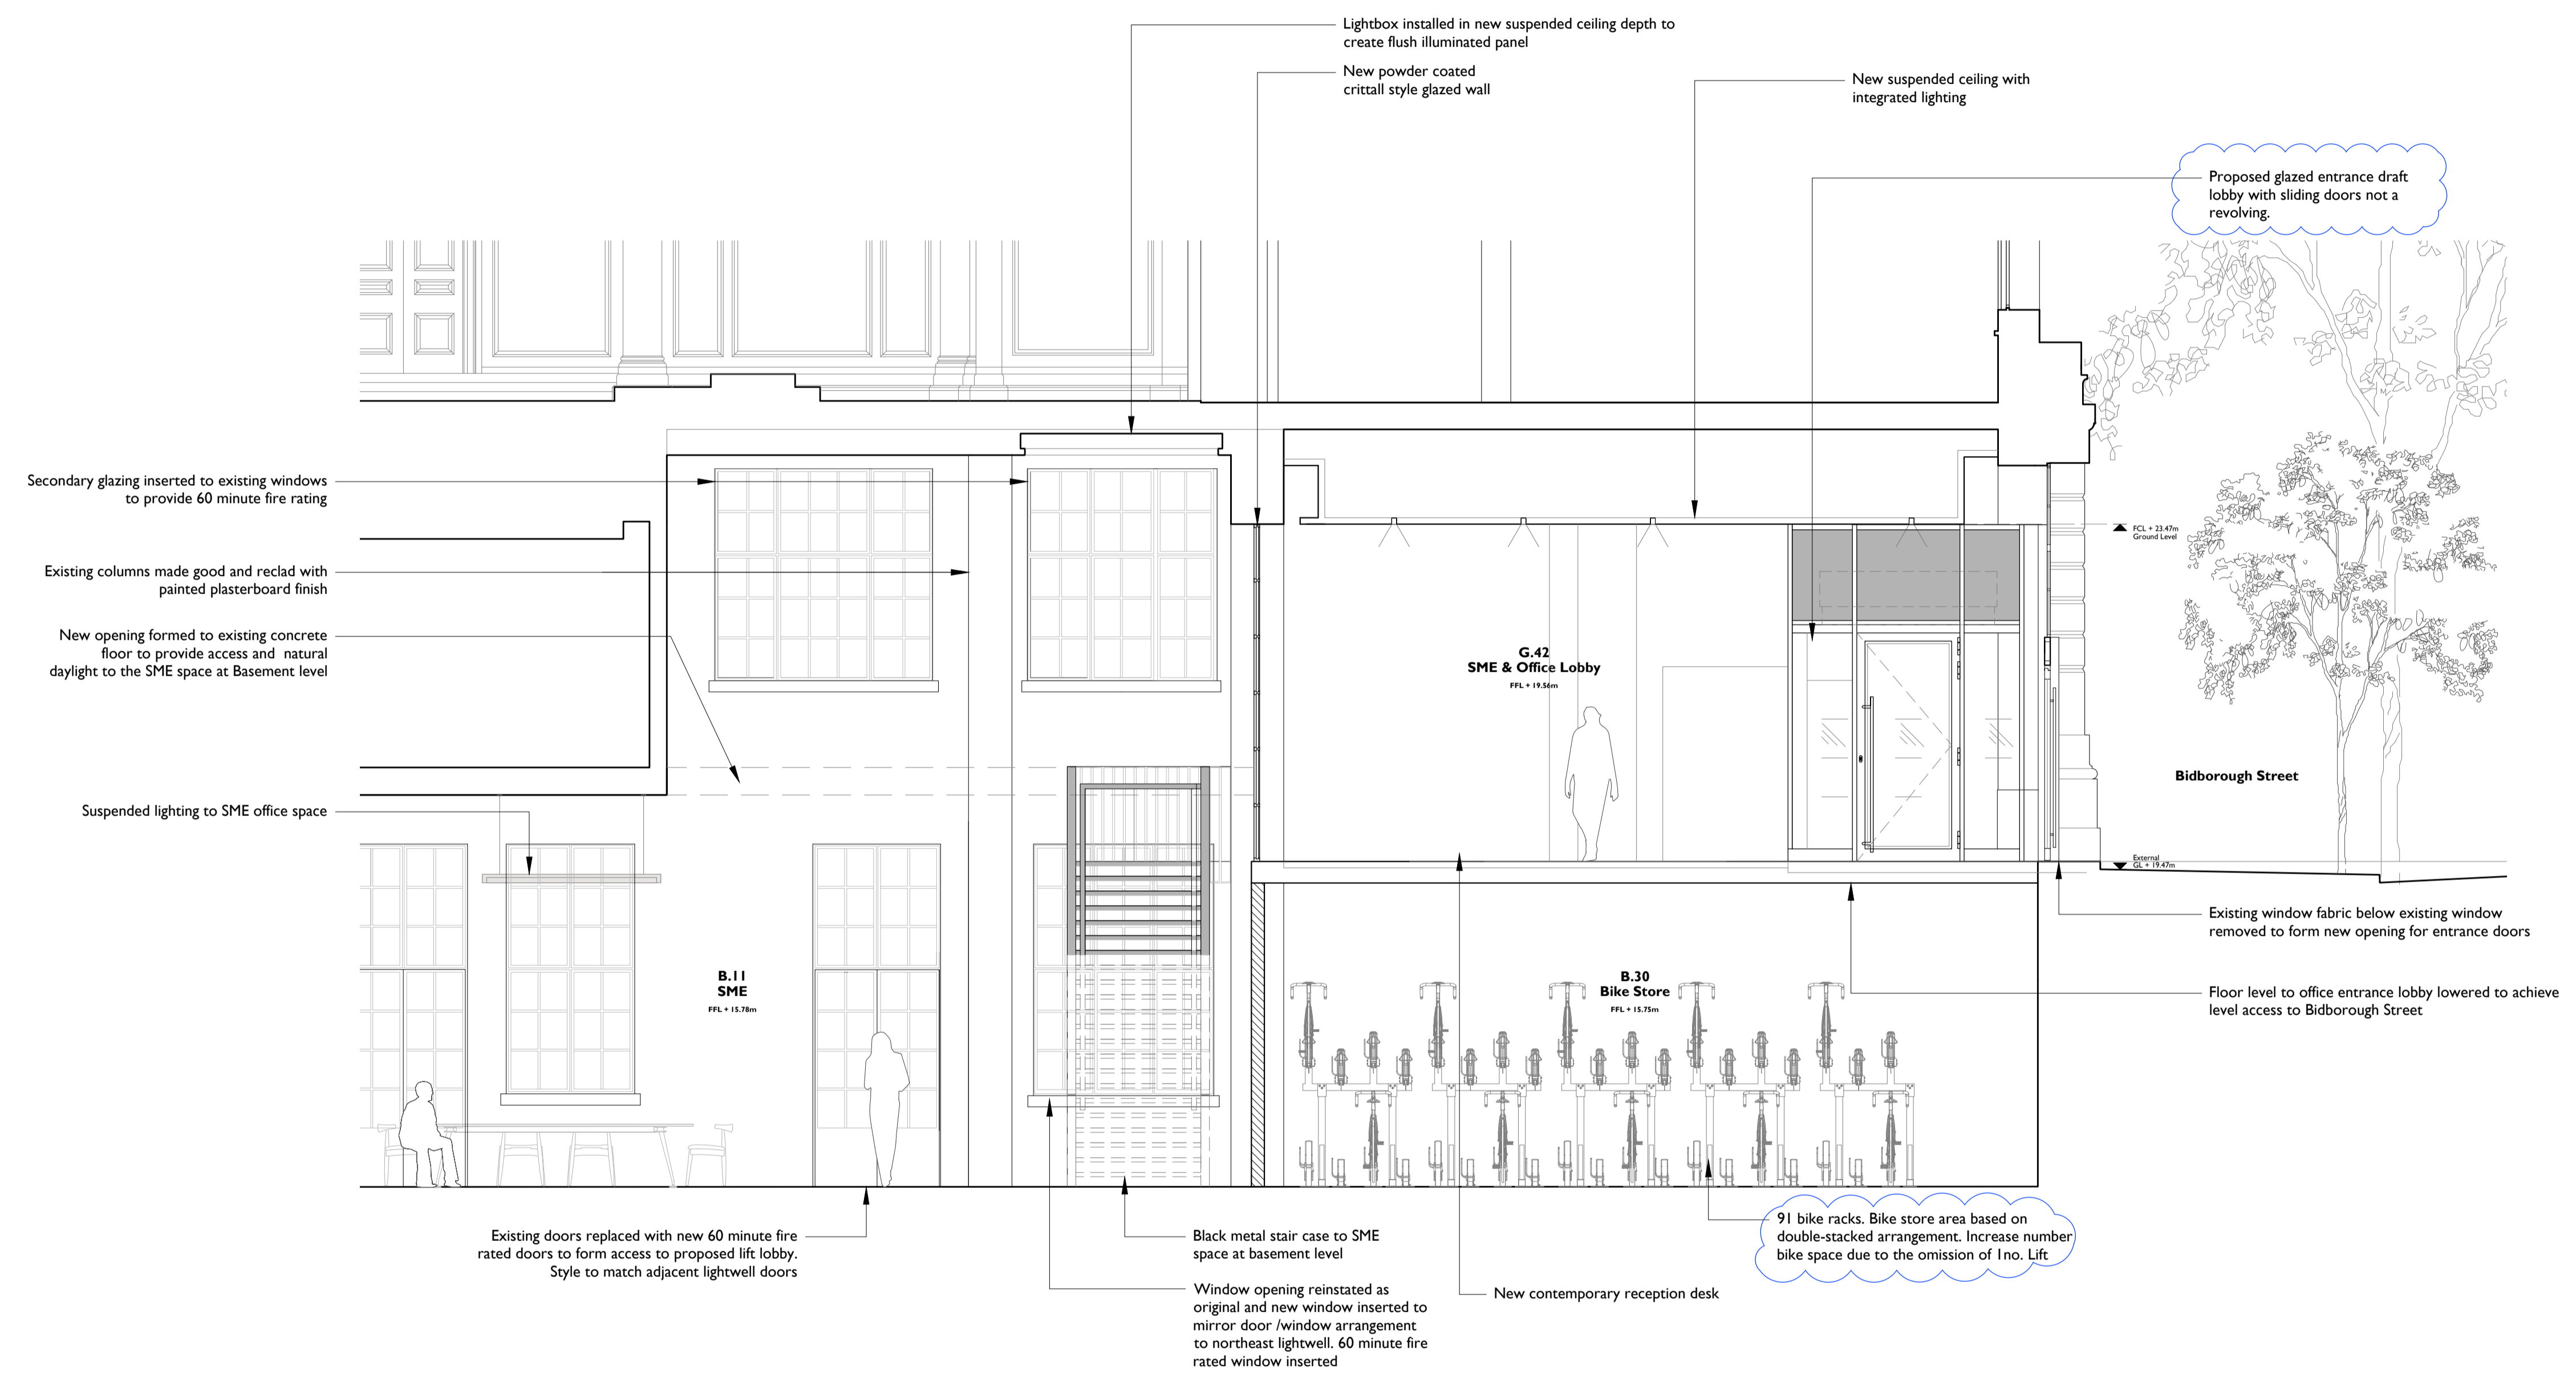 Lightbox installed in new suspended ceiling depth to
create flush illuminated panel
New powder coated
crittall style glazed wall
New suspended ceiling with
integrated lighting
Proposed glazed entrance draft
lobby with sliding doors not a
revolving.
Secondary glazing inserted to existing windows
to provide 60 minute fire rating
Existing columns made good and reclad with
painted plasterboard finish
New opening formed to existing concrete
floor to provide access and natural
daylight to the SME space at Basement level
Suspended lighting to SME office space
FCL + 23.47m
Ground Level
G.42
SME & Office Lobby
FFL + 19.56m
Bidborough Street
External
GL + 19.47m
Existing window fabric below existing window
removed to form new opening for entrance doors
Floor level to office entrance lobby lowered to achieve
level access to Bidborough Street
B.11
SME
FFL + 15.78m
B.30
Bike Store
FFL + 15.75m
Existing doors replaced with new 60 minute fire
rated doors to form access to proposed lift lobby.
Style to match adjacent lightwell doors
Black metal stair case to SME
space at basement level
Window opening reinstated as
original and new window inserted to
mirror door /window arrangement
to northeast lightwell. 60 minute fire
rated window inserted
New contemporary reception desk
91 bike racks. Bike store area based on
double-stacked arrangement. Increase number
bike space due to the omission of 1no. Lift